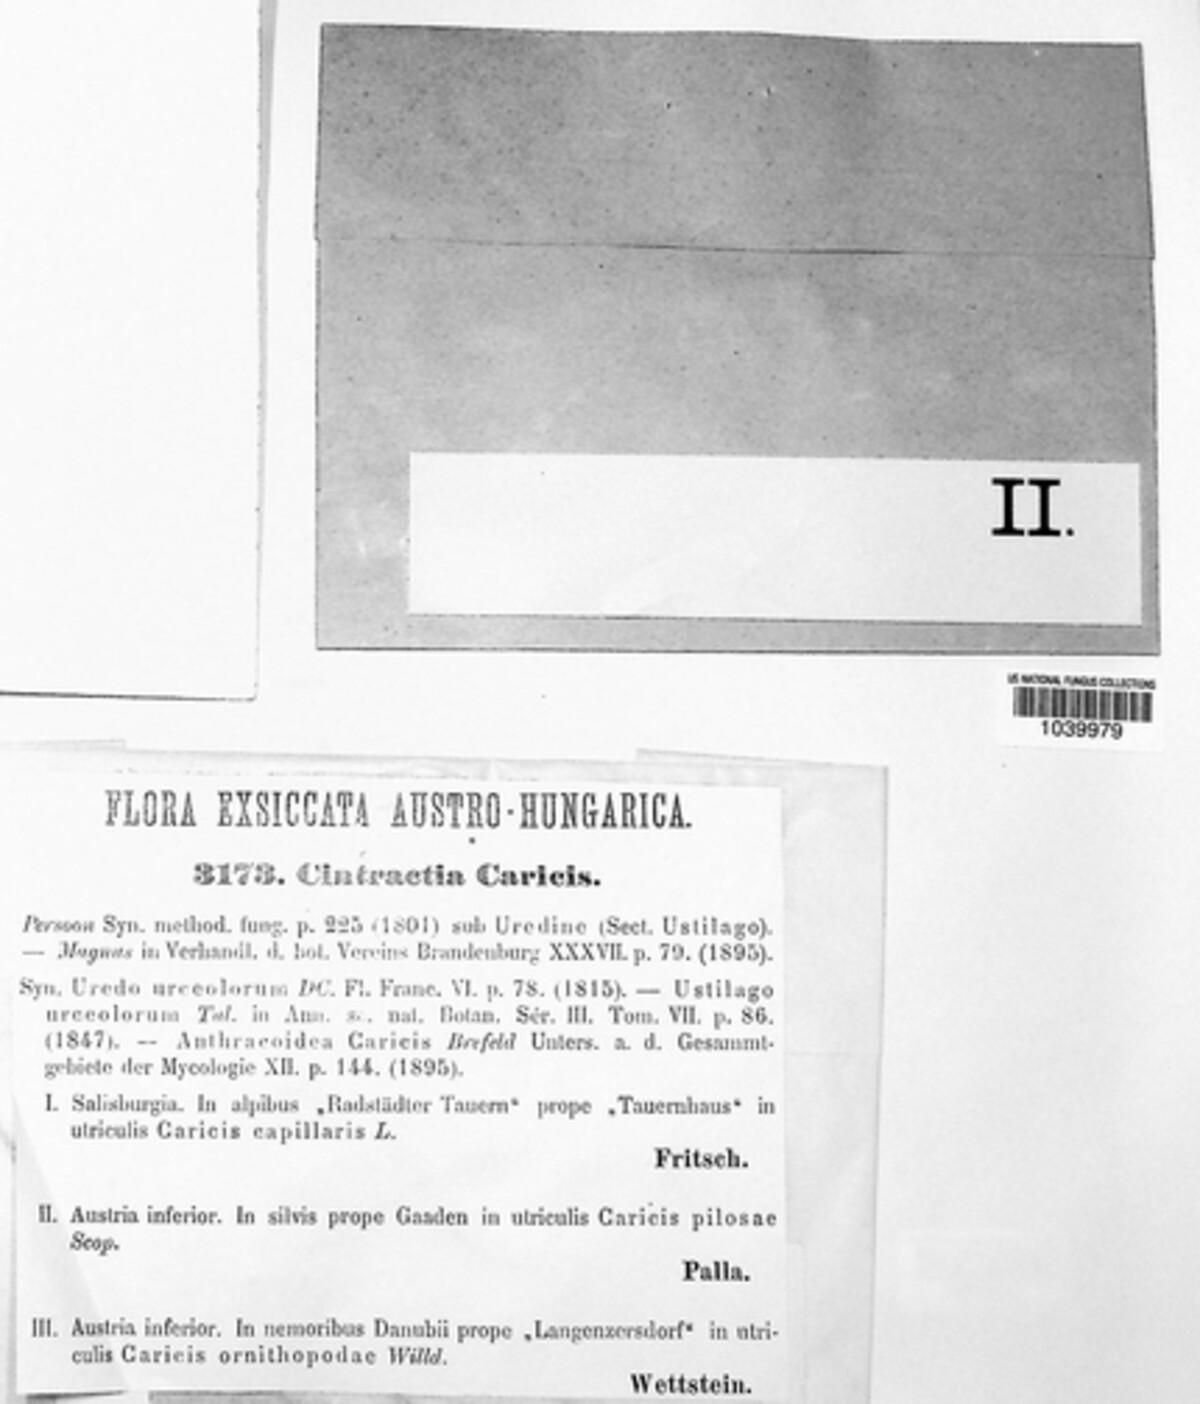 II.
US NATIONAL FUNGUS COLLECTIONS
1039979
FLORA EXSICCATA AUSTRO-HUNGARICA.
3173. Cintractia Caricis.
Persoon Syn. method. fung. p. 225 (1801) sub Uredine (Sect. Ustilago).
— Magnus in Verhandl. d. bot. Vereins Brandenburg XXXVII. p. 79. (1895).
Syn. Uredo urceolorum DC. Fl. Franc. VI. p. 78. (1815). — Ustilago
urceolorum Tul. in Ann. sc. nat. Botan. Sér. III. Tom. VII. p. 86.
(1847). — Anthracoidea Caricis Brefeld Unters. a. d. Gesammt-
gebiete der Mycologie XII. p. 144. (1895).
I. Salisburgia. In alpibus „Radstädter Tauern“ prope „Tauernhaus“ in
utriculis Caricis capillaris L.
Fritsch.
II. Austria inferior. In silvis prope Gaaden in utriculis Caricis pilosae
Scop.
Palla.
III. Austria inferior. In nemoribus Danubii prope „Langenzersdorf“ in utri-
culis Caricis ornithopodae Willd.
Wettstein.